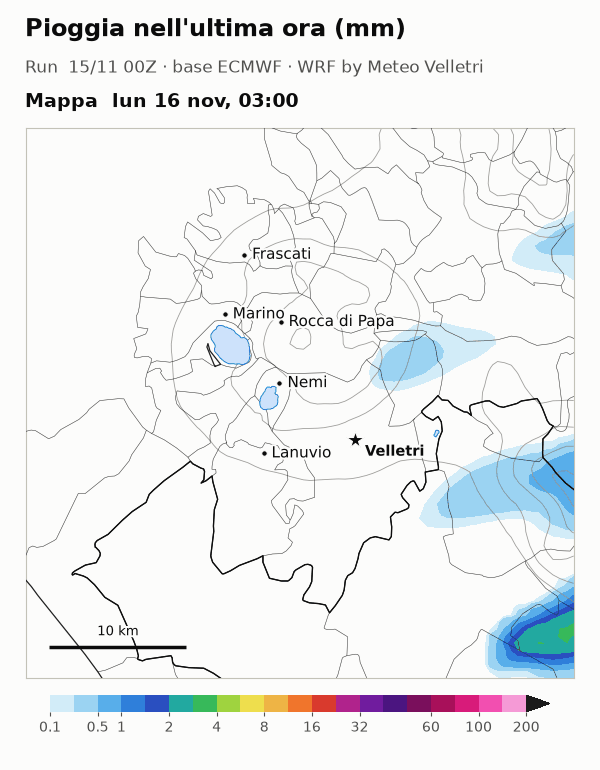 Pioggia nell'ultima ora (mm)
Run  15/11 00Z · base ECMWF · WRF by Meteo Velletri
Mappa  lun 16 nov, 03:00
Frascati
Marino
Rocca di Papa
Nemi
Velletri
Lanuvio
10 km
0.1 0.5 1 2 4 8 16 32 60 100 200